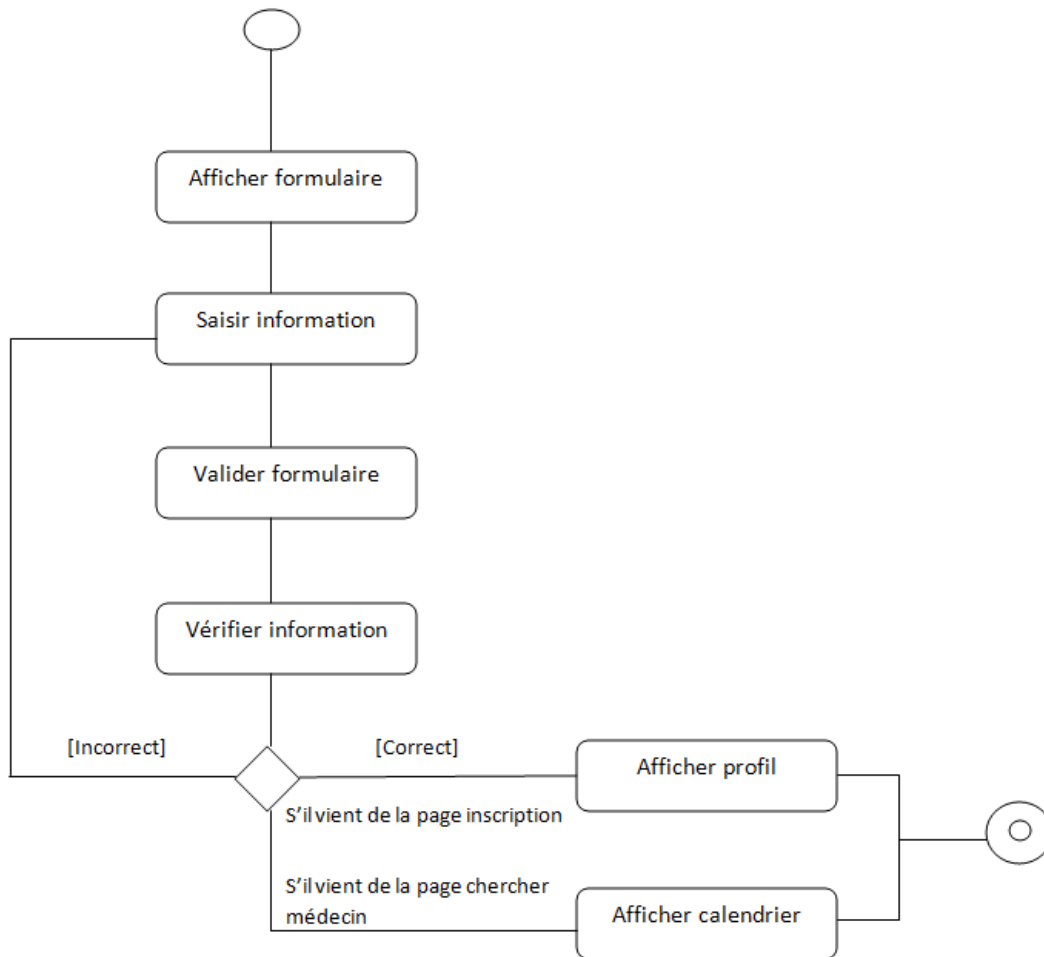 Afficher formulaire
Saisir information
Valider formulaire
Vérifier information
[Incorrect]
[Correct]
Afficher profil
S'il vient de la page inscription
S'il vient de la page chercher
médecin
Afficher calendrier